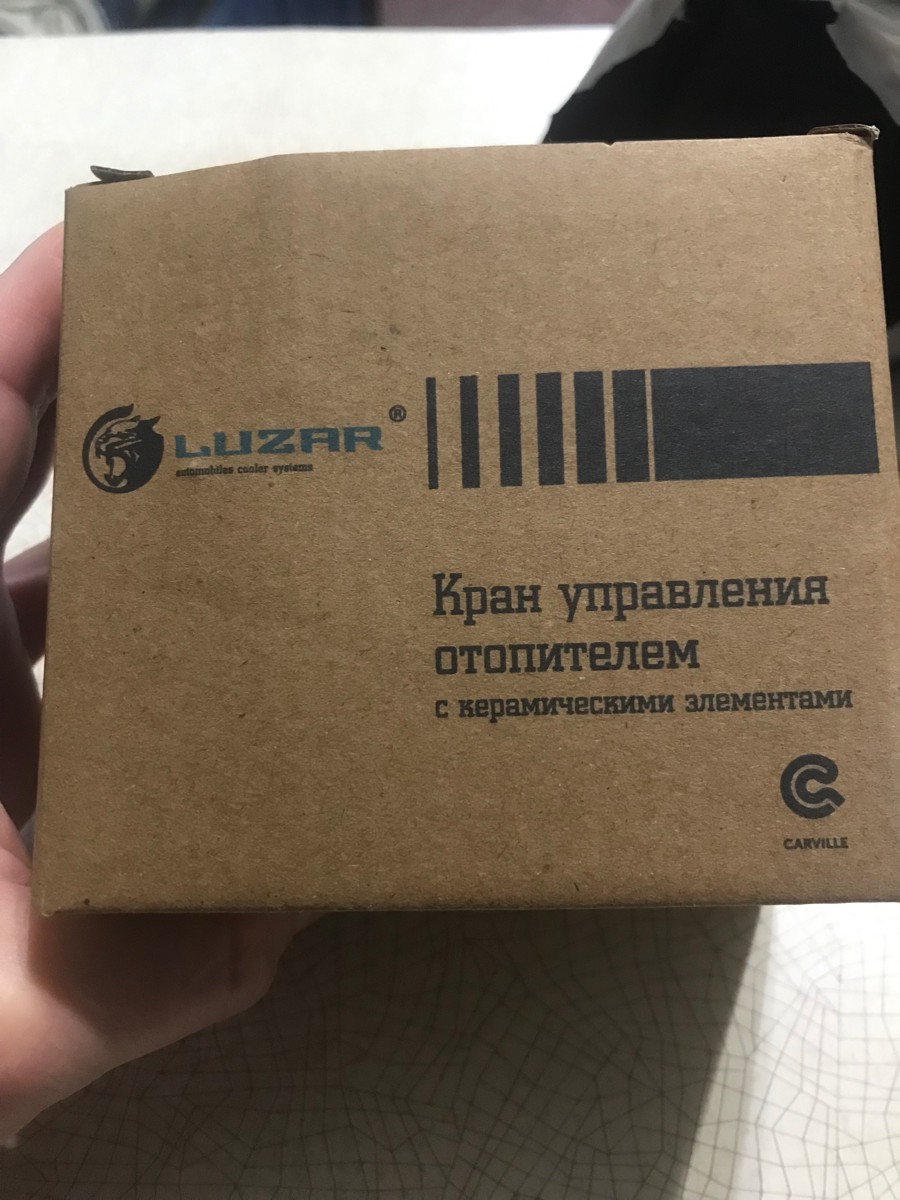 LUZAR®
automobiles cooler systems
Кран управления
отопителем
с керамическими элементами
CARVILLE